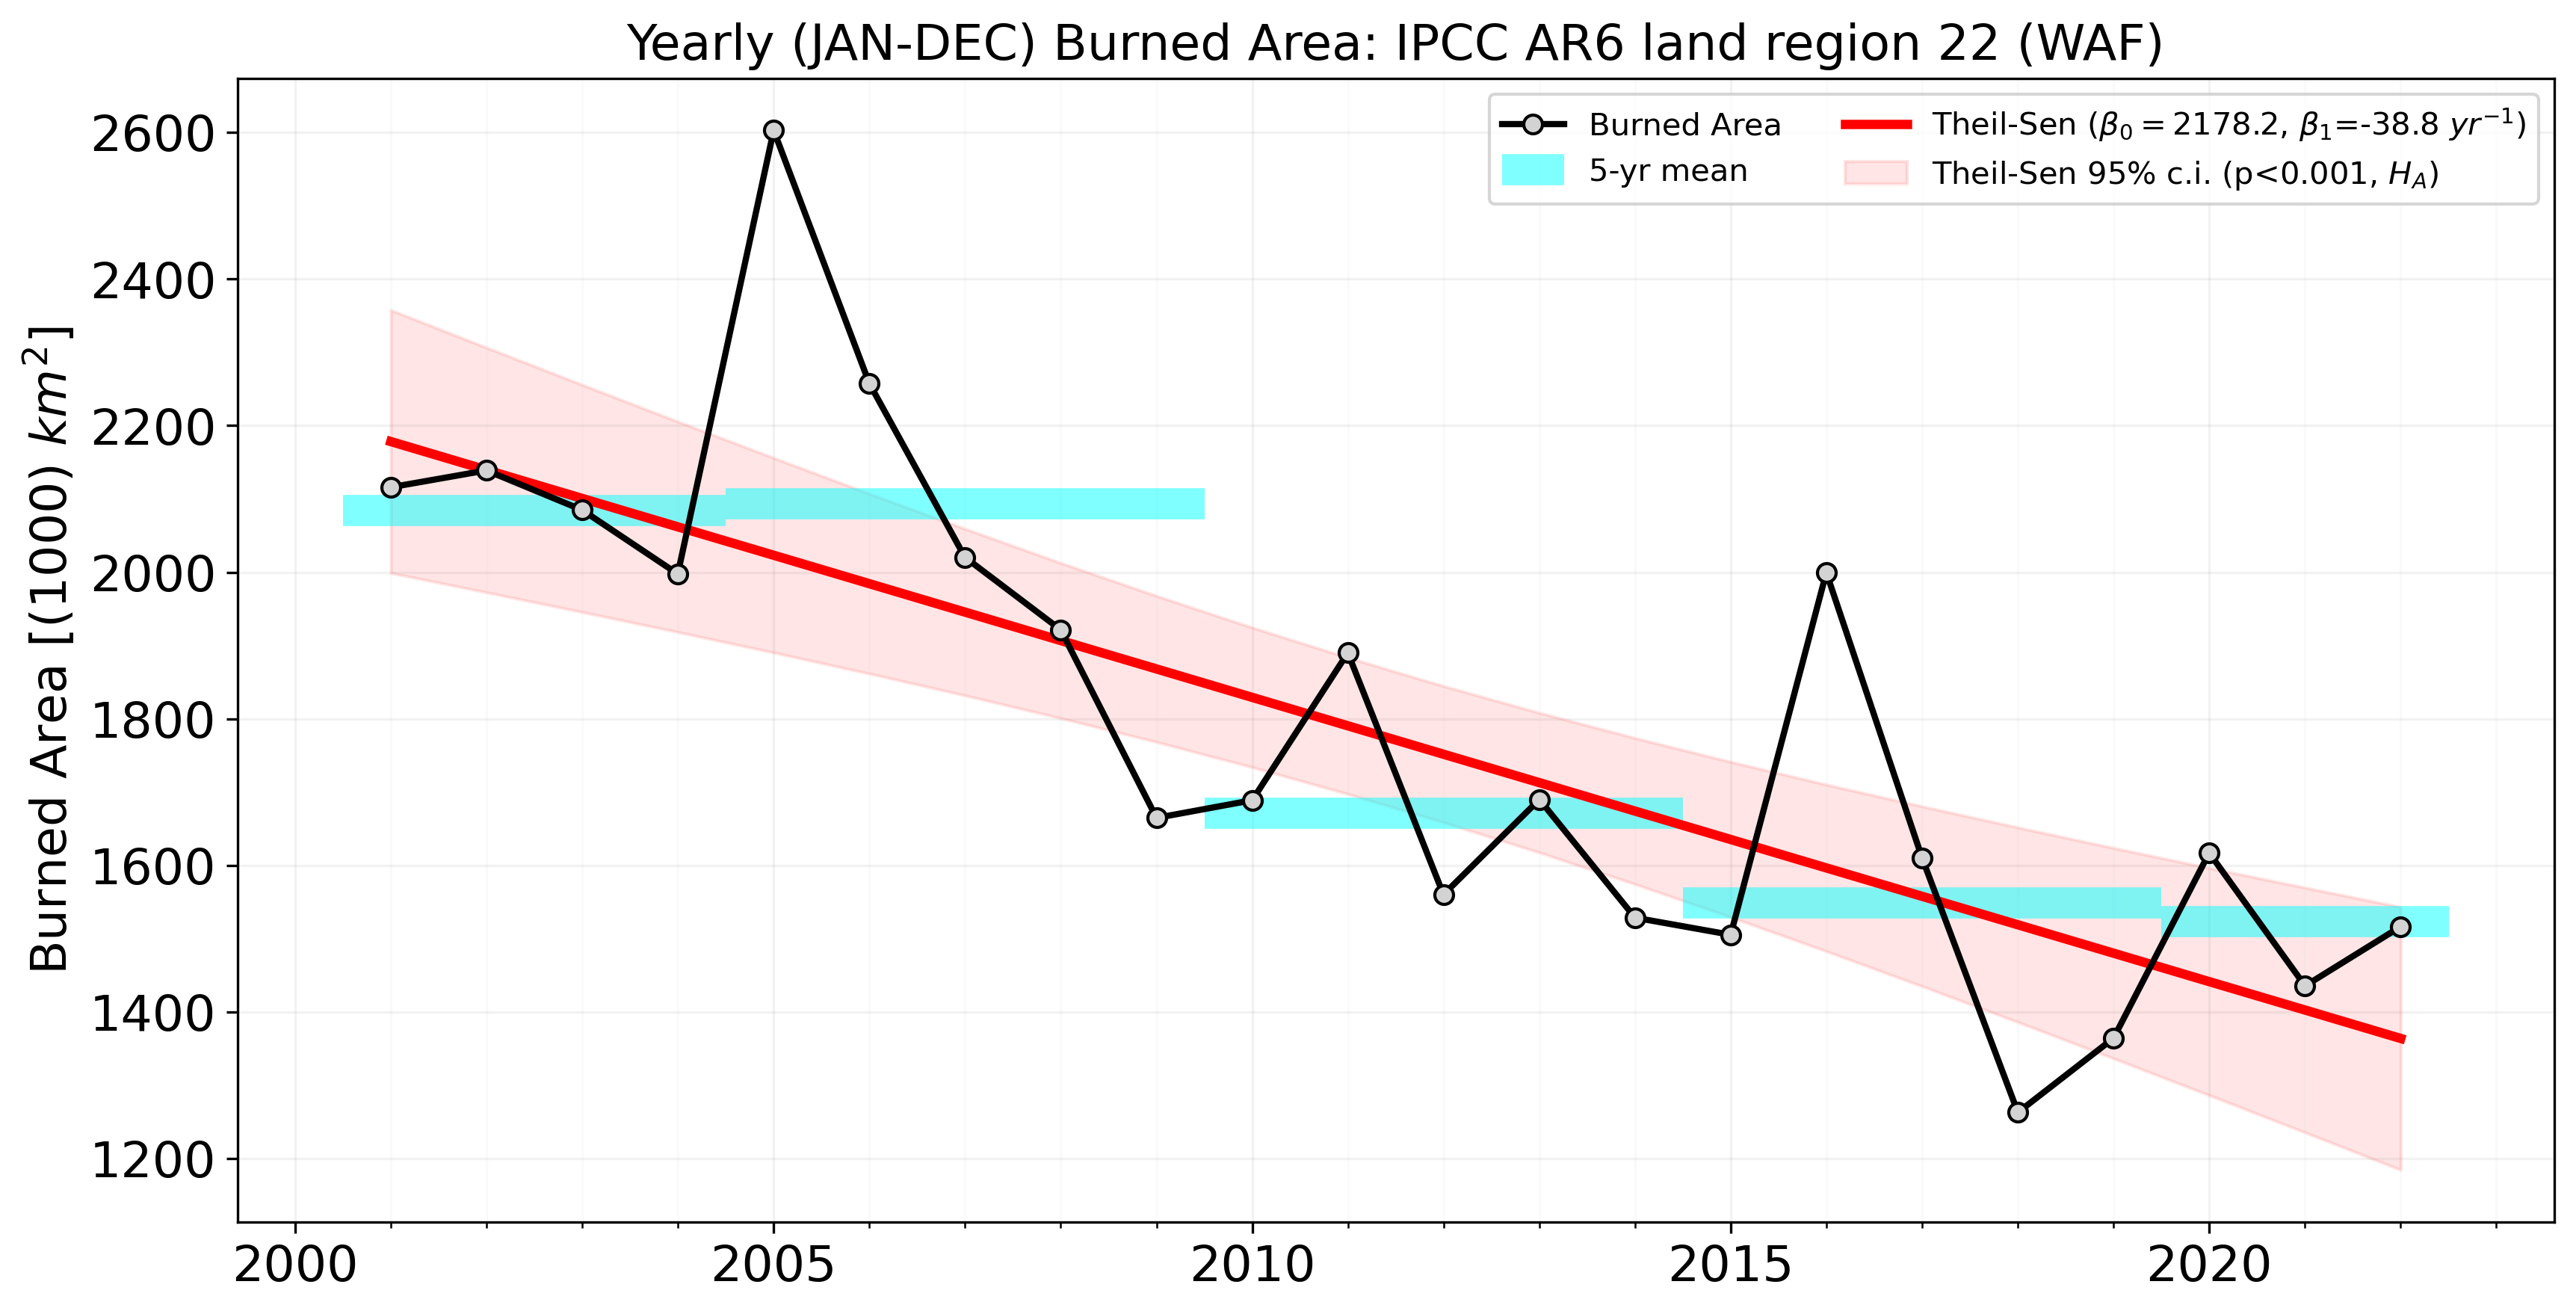 Yearly (JAN-DEC) Burned Area: IPCC AR6 land region 22 (WAF)
Burned Area
5-yr mean
Theil-Sen (β₀ = 2178.2, β₁=-38.8 yr⁻¹)
Theil-Sen 95% c.i. (p<0.001, H_A)
Burned Area [(1000) km²]
2600
2400
2200
2000
1800
1600
1400
1200
2000 2005 2010 2015 2020